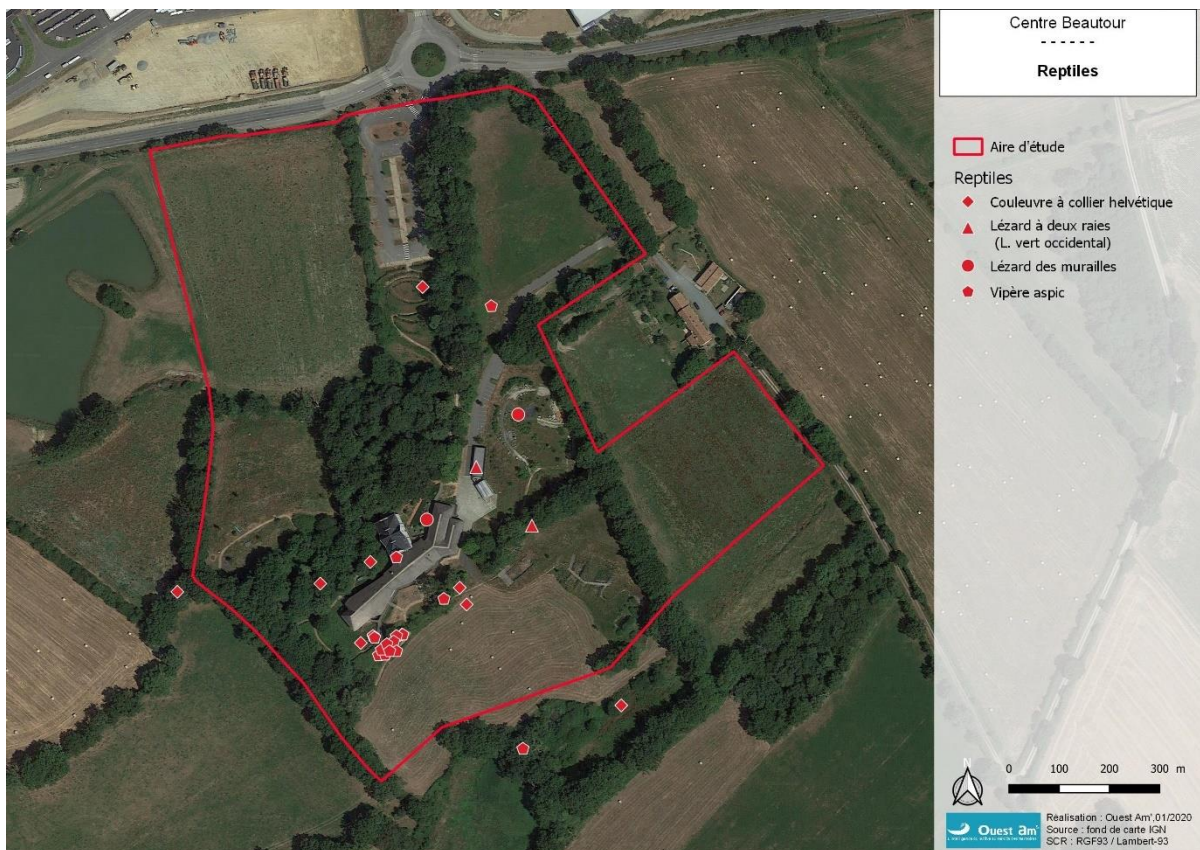 Centre Beautour
- - - - - -
Reptiles
Aire d'étude
Reptiles
Couleuvre à collier helvétique
Lézard à deux raies
(L. vert occidental)
Lézard des murailles
Vipère aspic
N
0 100 200 300 m
Ouest Am'
Réalisation : Ouest Am',01/2020
Source : fond de carte IGN
SCR : RGF93 / Lambert-93